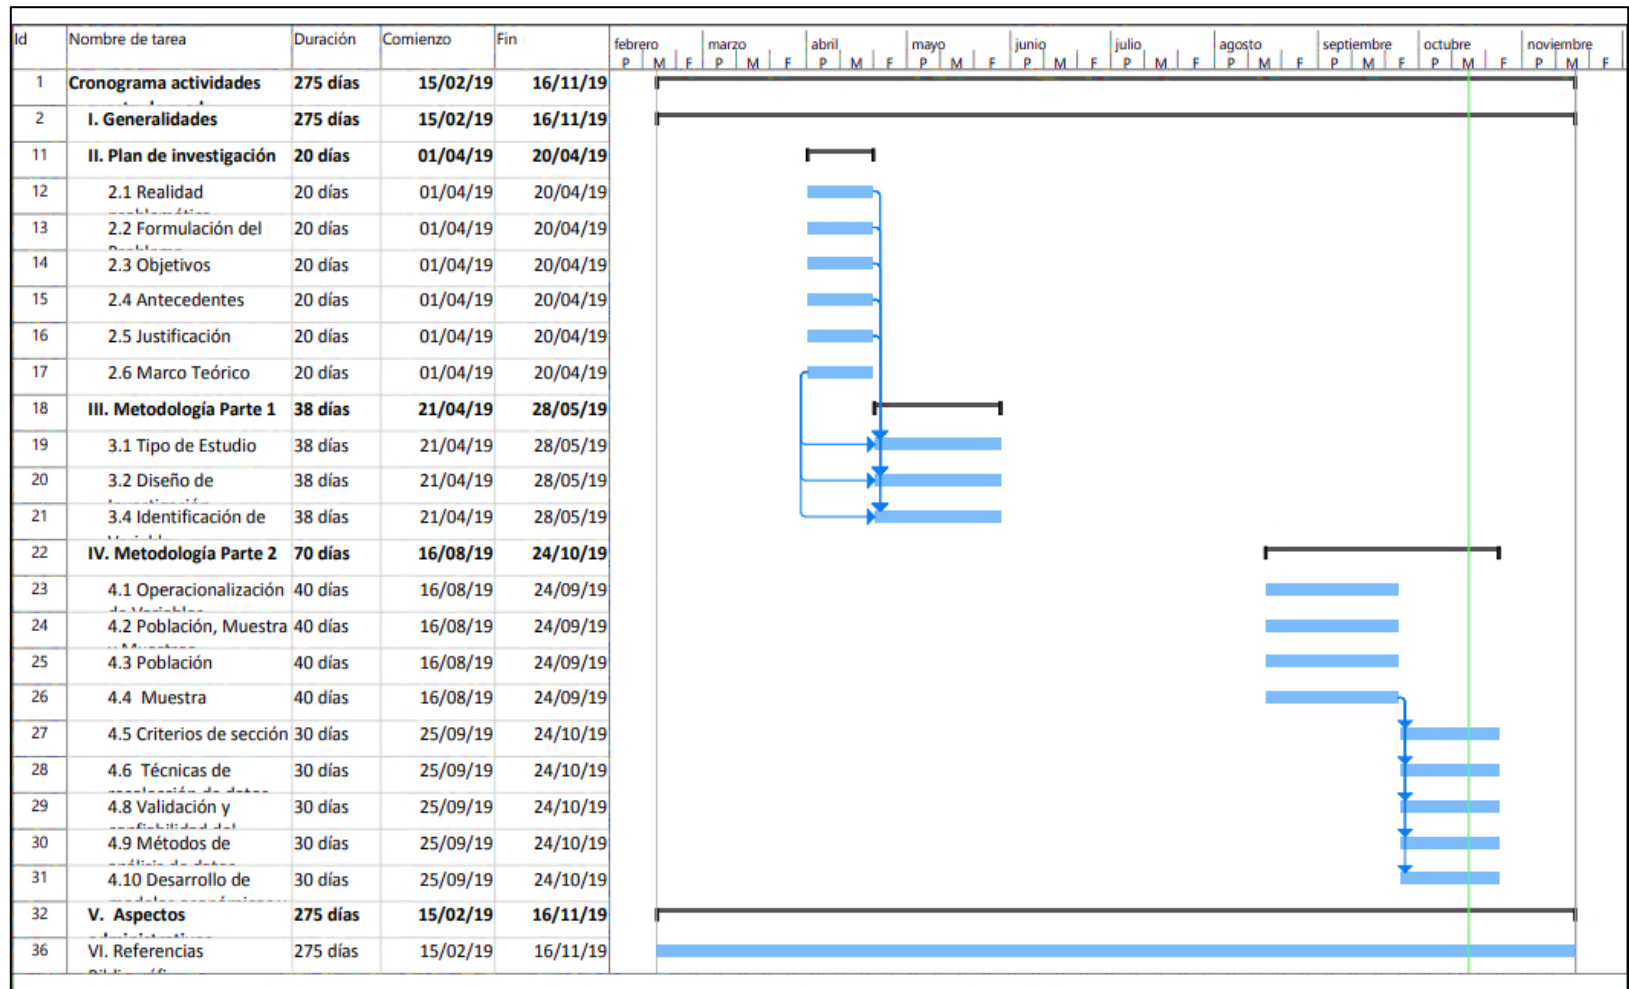 Id Nombre de tarea Duración Comienzo Fin
febrero marzo abril mayo junio julio agosto septiembre octubre noviembre
P M F P M F P M F P M F P M F P M F P M F P M F P M F P M F
1 Cronograma actividades 275 días 15/02/19 16/11/19
2 I. Generalidades 275 días 15/02/19 16/11/19
11 II. Plan de investigación 20 días 01/04/19 20/04/19
12 2.1 Realidad 20 días 01/04/19 20/04/19
13 2.2 Formulación del 20 días 01/04/19 20/04/19
14 2.3 Objetivos 20 días 01/04/19 20/04/19
15 2.4 Antecedentes 20 días 01/04/19 20/04/19
16 2.5 Justificación 20 días 01/04/19 20/04/19
17 2.6 Marco Teórico 20 días 01/04/19 20/04/19
18 III. Metodología Parte 1 38 días 21/04/19 28/05/19
19 3.1 Tipo de Estudio 38 días 21/04/19 28/05/19
20 3.2 Diseño de 38 días 21/04/19 28/05/19
21 3.4 Identificación de 38 días 21/04/19 28/05/19
22 IV. Metodología Parte 2 70 días 16/08/19 24/10/19
23 4.1 Operacionalización 40 días 16/08/19 24/09/19
24 4.2 Población, Muestra 40 días 16/08/19 24/09/19
25 4.3 Población 40 días 16/08/19 24/09/19
26 4.4 Muestra 40 días 16/08/19 24/09/19
27 4.5 Criterios de sección 30 días 25/09/19 24/10/19
28 4.6 Técnicas de 30 días 25/09/19 24/10/19
29 4.8 Validación y 30 días 25/09/19 24/10/19
30 4.9 Métodos de 30 días 25/09/19 24/10/19
31 4.10 Desarrollo de 30 días 25/09/19 24/10/19
32 V. Aspectos 275 días 15/02/19 16/11/19
36 VI. Referencias 275 días 15/02/19 16/11/19